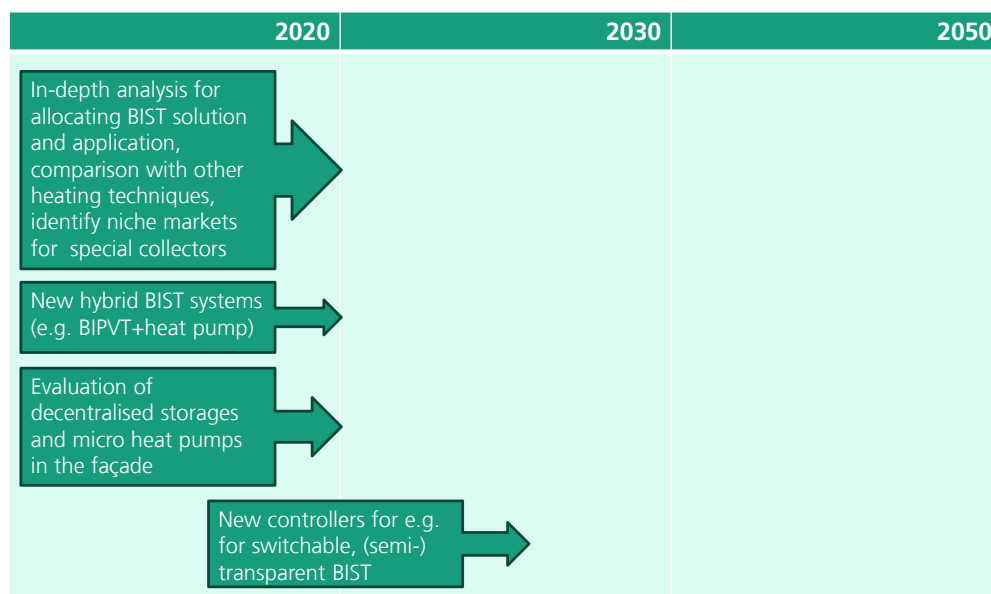 2020
2030
2050
In-depth analysis for
allocating BIST solution
and application,
comparison with other
heating techniques,
identify niche markets
for special collectors
New hybrid BIST systems
(e.g. BIPVT+heat pump)
Evaluation of
decentralised storages
and micro heat pumps
in the façade
New controllers for e.g.
for switchable, (semi-)
transparent BIST